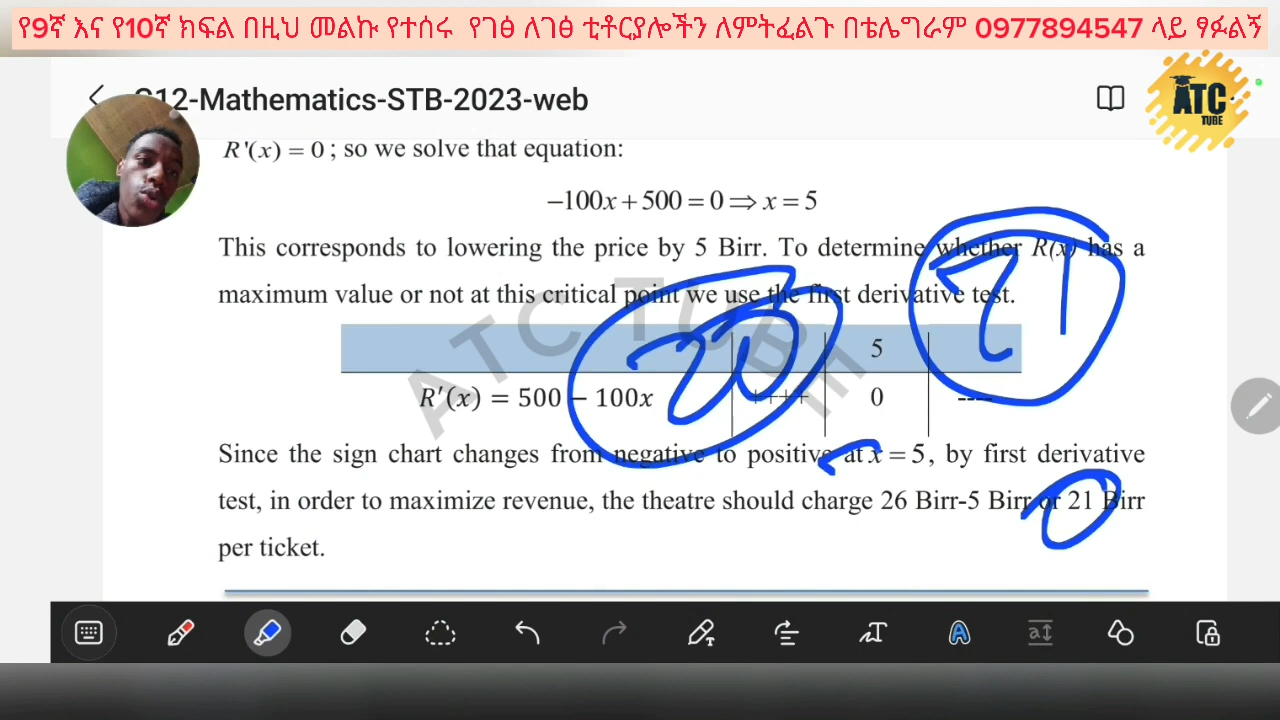 የ9ኛ እና የ10ኛ ክፍል በዚህ መልኩ የተሰሩ የገፅ ለገፅ ቲቶርያሎችን ለምትፈልጉ በቴሌግራም 0977894547 ላይ ፃፉልኝ
G12-Mathematics-STB-2023-web
ATC
TUBE
R'(x) = 0 ; so we solve that equation:
−100x + 500 = 0 ⇒ x = 5
This corresponds to lowering the price by 5 Birr. To determine whether R(x) has a
maximum value or not at this critical point we use the first derivative test.
ATC TUBE
20
21
5
R′(x) = 500 − 100x ++++ 0 ----
Since the sign chart changes from negative to positive at x = 5, by first derivative
test, in order to maximize revenue, the theatre should charge 26 Birr-5 Birr or 21 Birr
per ticket.